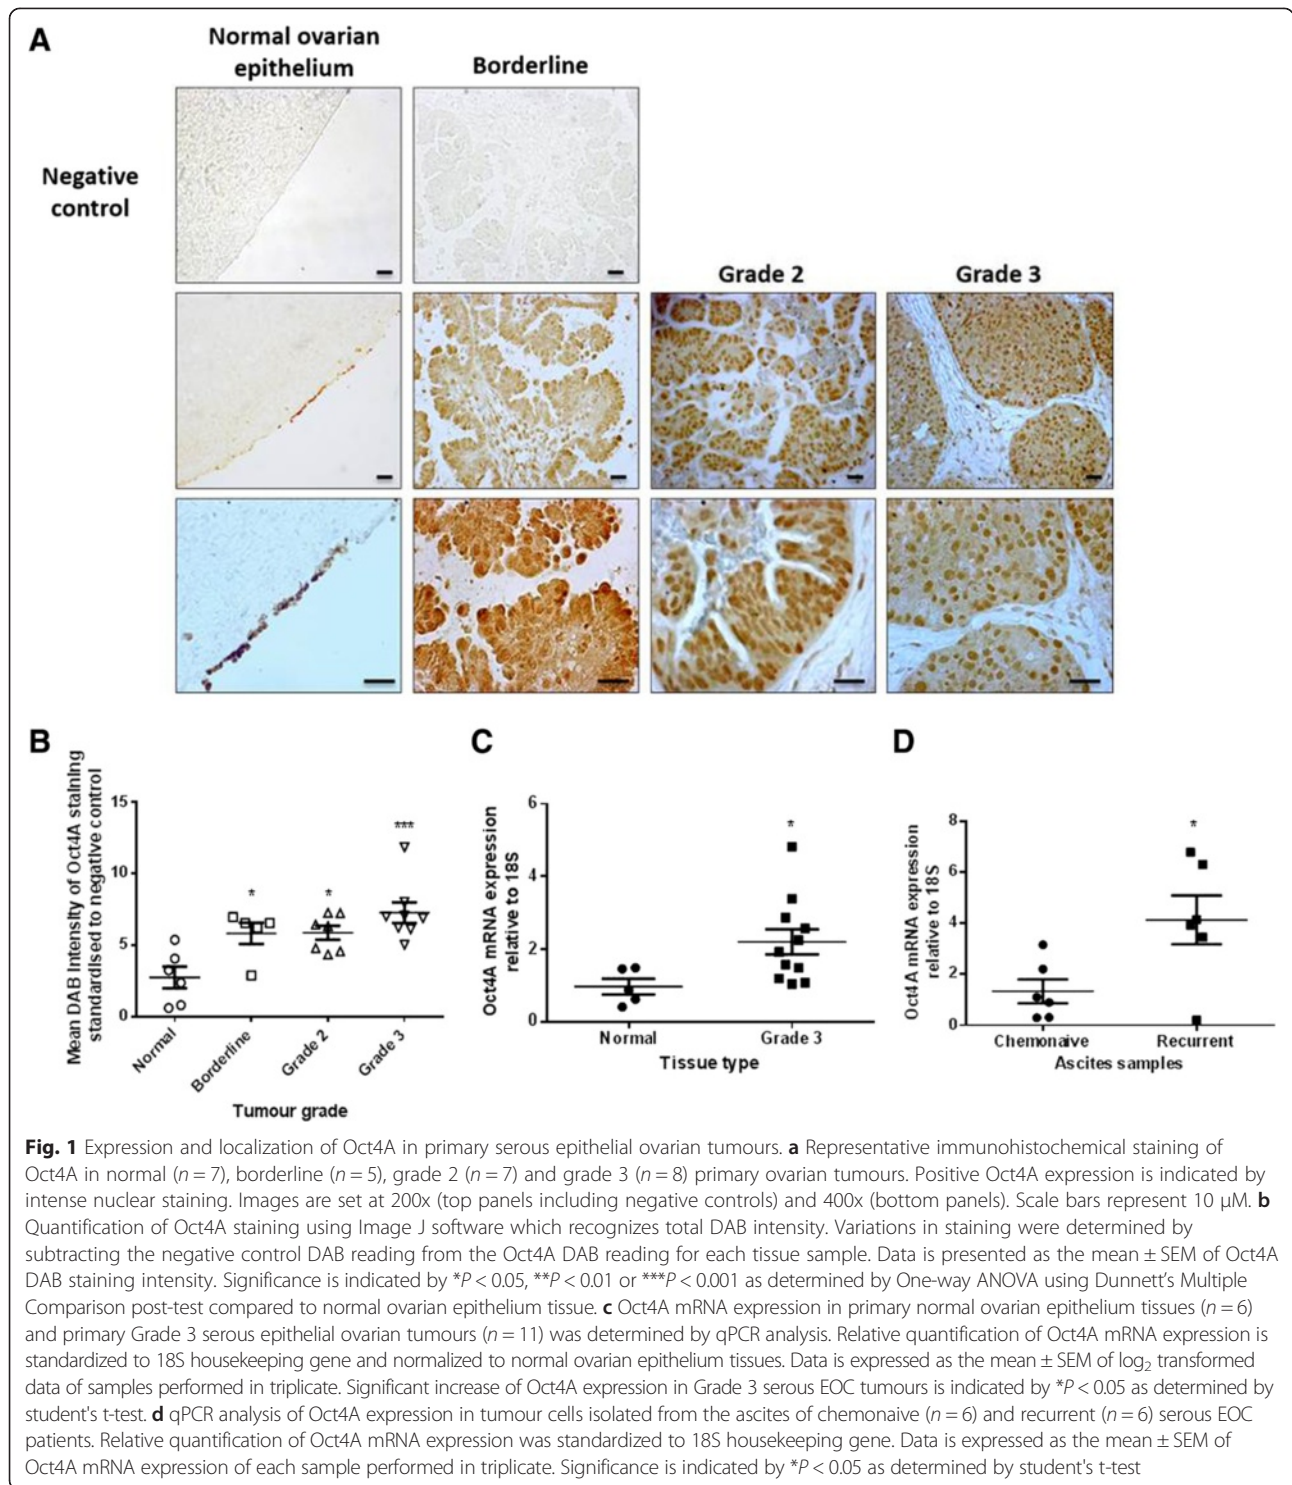 A
Normal ovarian
epithelium
Borderline
Negative
control
Grade 2
Grade 3
B
Mean DAB Intensity of Oct4A staining
standardised to negative control
15
10
5
0
*
*
***
Normal
Borderline
Grade 2
Grade 3
Tumour grade
C
Oct4A mRNA expression
relative to 18S
6
4
2
0
*
Normal
Grade 3
Tissue type
D
Oct4A mRNA expression
relative to 18S
8
6
4
2
0
*
Chemonaive
Recurrent
Ascites samples
Fig. 1 Expression and localization of Oct4A in primary serous epithelial ovarian tumours. a Representative immunohistochemical staining of
Oct4A in normal (n = 7), borderline (n = 5), grade 2 (n = 7) and grade 3 (n = 8) primary ovarian tumours. Positive Oct4A expression is indicated by
intense nuclear staining. Images are set at 200x (top panels including negative controls) and 400x (bottom panels). Scale bars represent 10 μM. b
Quantification of Oct4A staining using Image J software which recognizes total DAB intensity. Variations in staining were determined by
subtracting the negative control DAB reading from the Oct4A DAB reading for each tissue sample. Data is presented as the mean ± SEM of Oct4A
DAB staining intensity. Significance is indicated by *P < 0.05, **P < 0.01 or ***P < 0.001 as determined by One-way ANOVA using Dunnett's Multiple
Comparison post-test compared to normal ovarian epithelium tissue. c Oct4A mRNA expression in primary normal ovarian epithelium tissues (n = 6)
and primary Grade 3 serous epithelial ovarian tumours (n = 11) was determined by qPCR analysis. Relative quantification of Oct4A mRNA expression is
standardized to 18S housekeeping gene and normalized to normal ovarian epithelium tissues. Data is expressed as the mean ± SEM of log₂ transformed
data of samples performed in triplicate. Significant increase of Oct4A expression in Grade 3 serous EOC tumours is indicated by *P < 0.05 as determined by
student's t-test. d qPCR analysis of Oct4A expression in tumour cells isolated from the ascites of chemonaive (n = 6) and recurrent (n = 6) serous EOC
patients. Relative quantification of Oct4A mRNA expression was standardized to 18S housekeeping gene. Data is expressed as the mean ± SEM of
Oct4A mRNA expression of each sample performed in triplicate. Significance is indicated by *P < 0.05 as determined by student's t-test